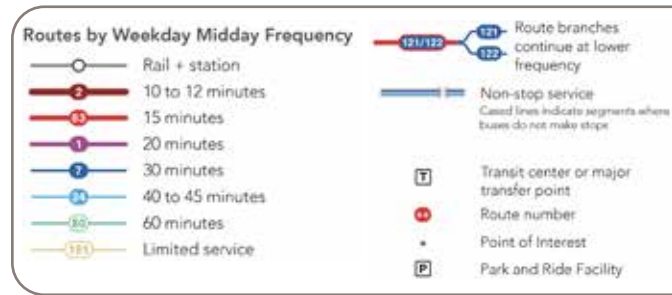 Routes by Weekday Midday Frequency
Rail + station
2 10 to 12 minutes
63 15 minutes
1 20 minutes
7 30 minutes
24 40 to 45 minutes
80 60 minutes
Limited service
121/122 121 122 Route branches
continue at lower
frequency
Non-stop service
Cased lines indicate segments where
buses do not make stops
T Transit center or major
transfer point
Route number
Point of Interest
P Park and Ride Facility